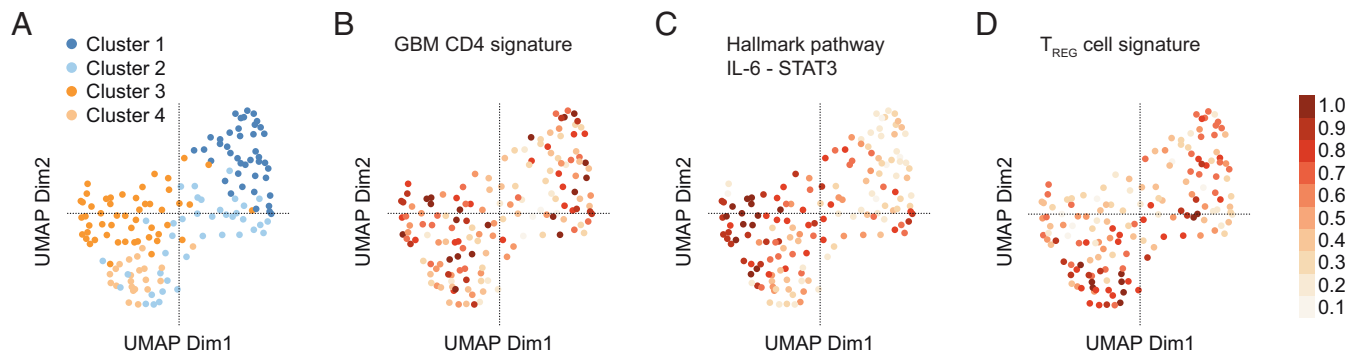 A
Cluster 1
Cluster 2
Cluster 3
Cluster 4
UMAP Dim2
UMAP Dim1
B
GBM CD4 signature
UMAP Dim2
UMAP Dim1
C
Hallmark pathway
IL-6 - STAT3
UMAP Dim2
UMAP Dim1
D
TREG cell signature
UMAP Dim2
UMAP Dim1
1.0
0.9
0.8
0.7
0.6
0.5
0.4
0.3
0.2
0.1